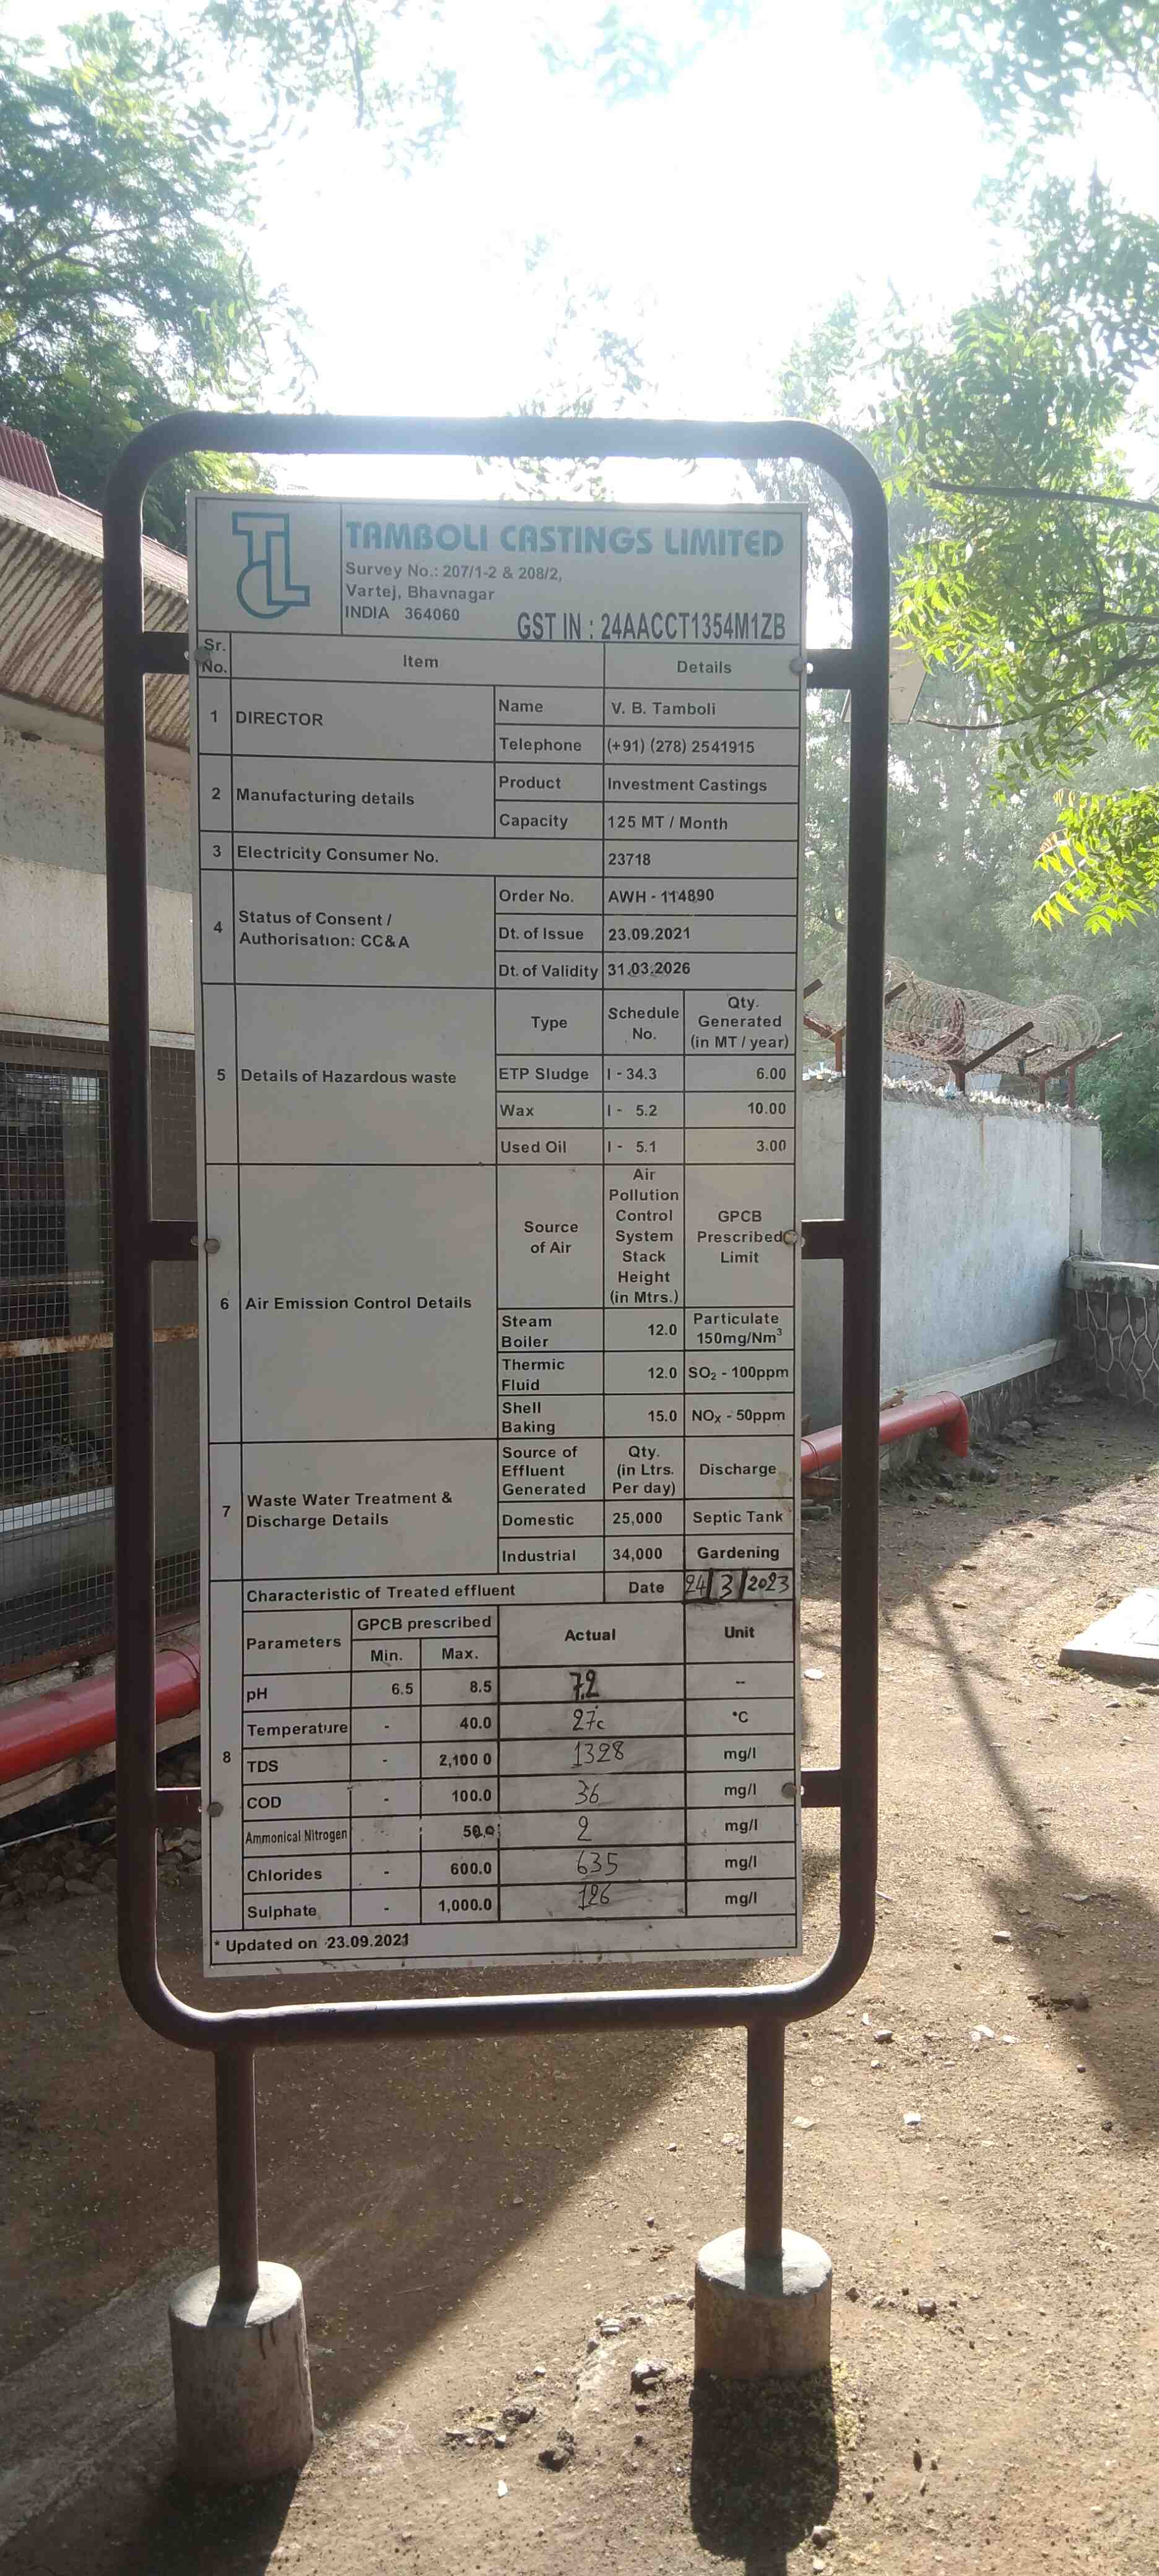 TCL
TAMBOLI CASTINGS LIMITED
Survey No.: 207/1-2 & 208/2,
Vartej, Bhavnagar
INDIA 364060
GST IN : 24AACCT1354M1ZB
Sr. No. Item Details
1 DIRECTOR Name V. B. Tamboli
Telephone (+91) (278) 2541915
2 Manufacturing details Product Investment Castings
Capacity 125 MT / Month
3 Electricity Consumer No. 23718
4 Status of Consent / Authorisation: CC&A Order No. AWH - 114890
Dt. of Issue 23.09.2021
Dt. of Validity 31.03.2026
5 Details of Hazardous waste Type Schedule No. Qty. Generated (in MT / year)
ETP Sludge I - 34.3 6.00
Wax I - 5.2 10.00
Used Oil I - 5.1 3.00
6 Air Emission Control Details Source of Air Air Pollution Control System Stack Height (in Mtrs.) GPCB Prescribed Limit
Steam Boiler 12.0 Particulate 150mg/Nm³
Thermic Fluid 12.0 SO₂ - 100ppm
Shell Baking 15.0 NOx - 50ppm
7 Waste Water Treatment & Discharge Details Source of Effluent Generated Qty. (in Ltrs. Per day) Discharge
Domestic 25,000 Septic Tank
Industrial 34,000 Gardening
8 Characteristic of Treated effluent Date 24/3/2023
Parameters GPCB prescribed Min. Max. Actual Unit
pH 6.5 8.5 7.2 --
Temperature - 40.0 27°c °C
TDS - 2,100 0 1328 mg/l
COD - 100.0 36 mg/l
Ammonical Nitrogen 50.0 2 mg/l
Chlorides - 600.0 635 mg/l
Sulphate - 1,000.0 126 mg/l
* Updated on 23.09.2021